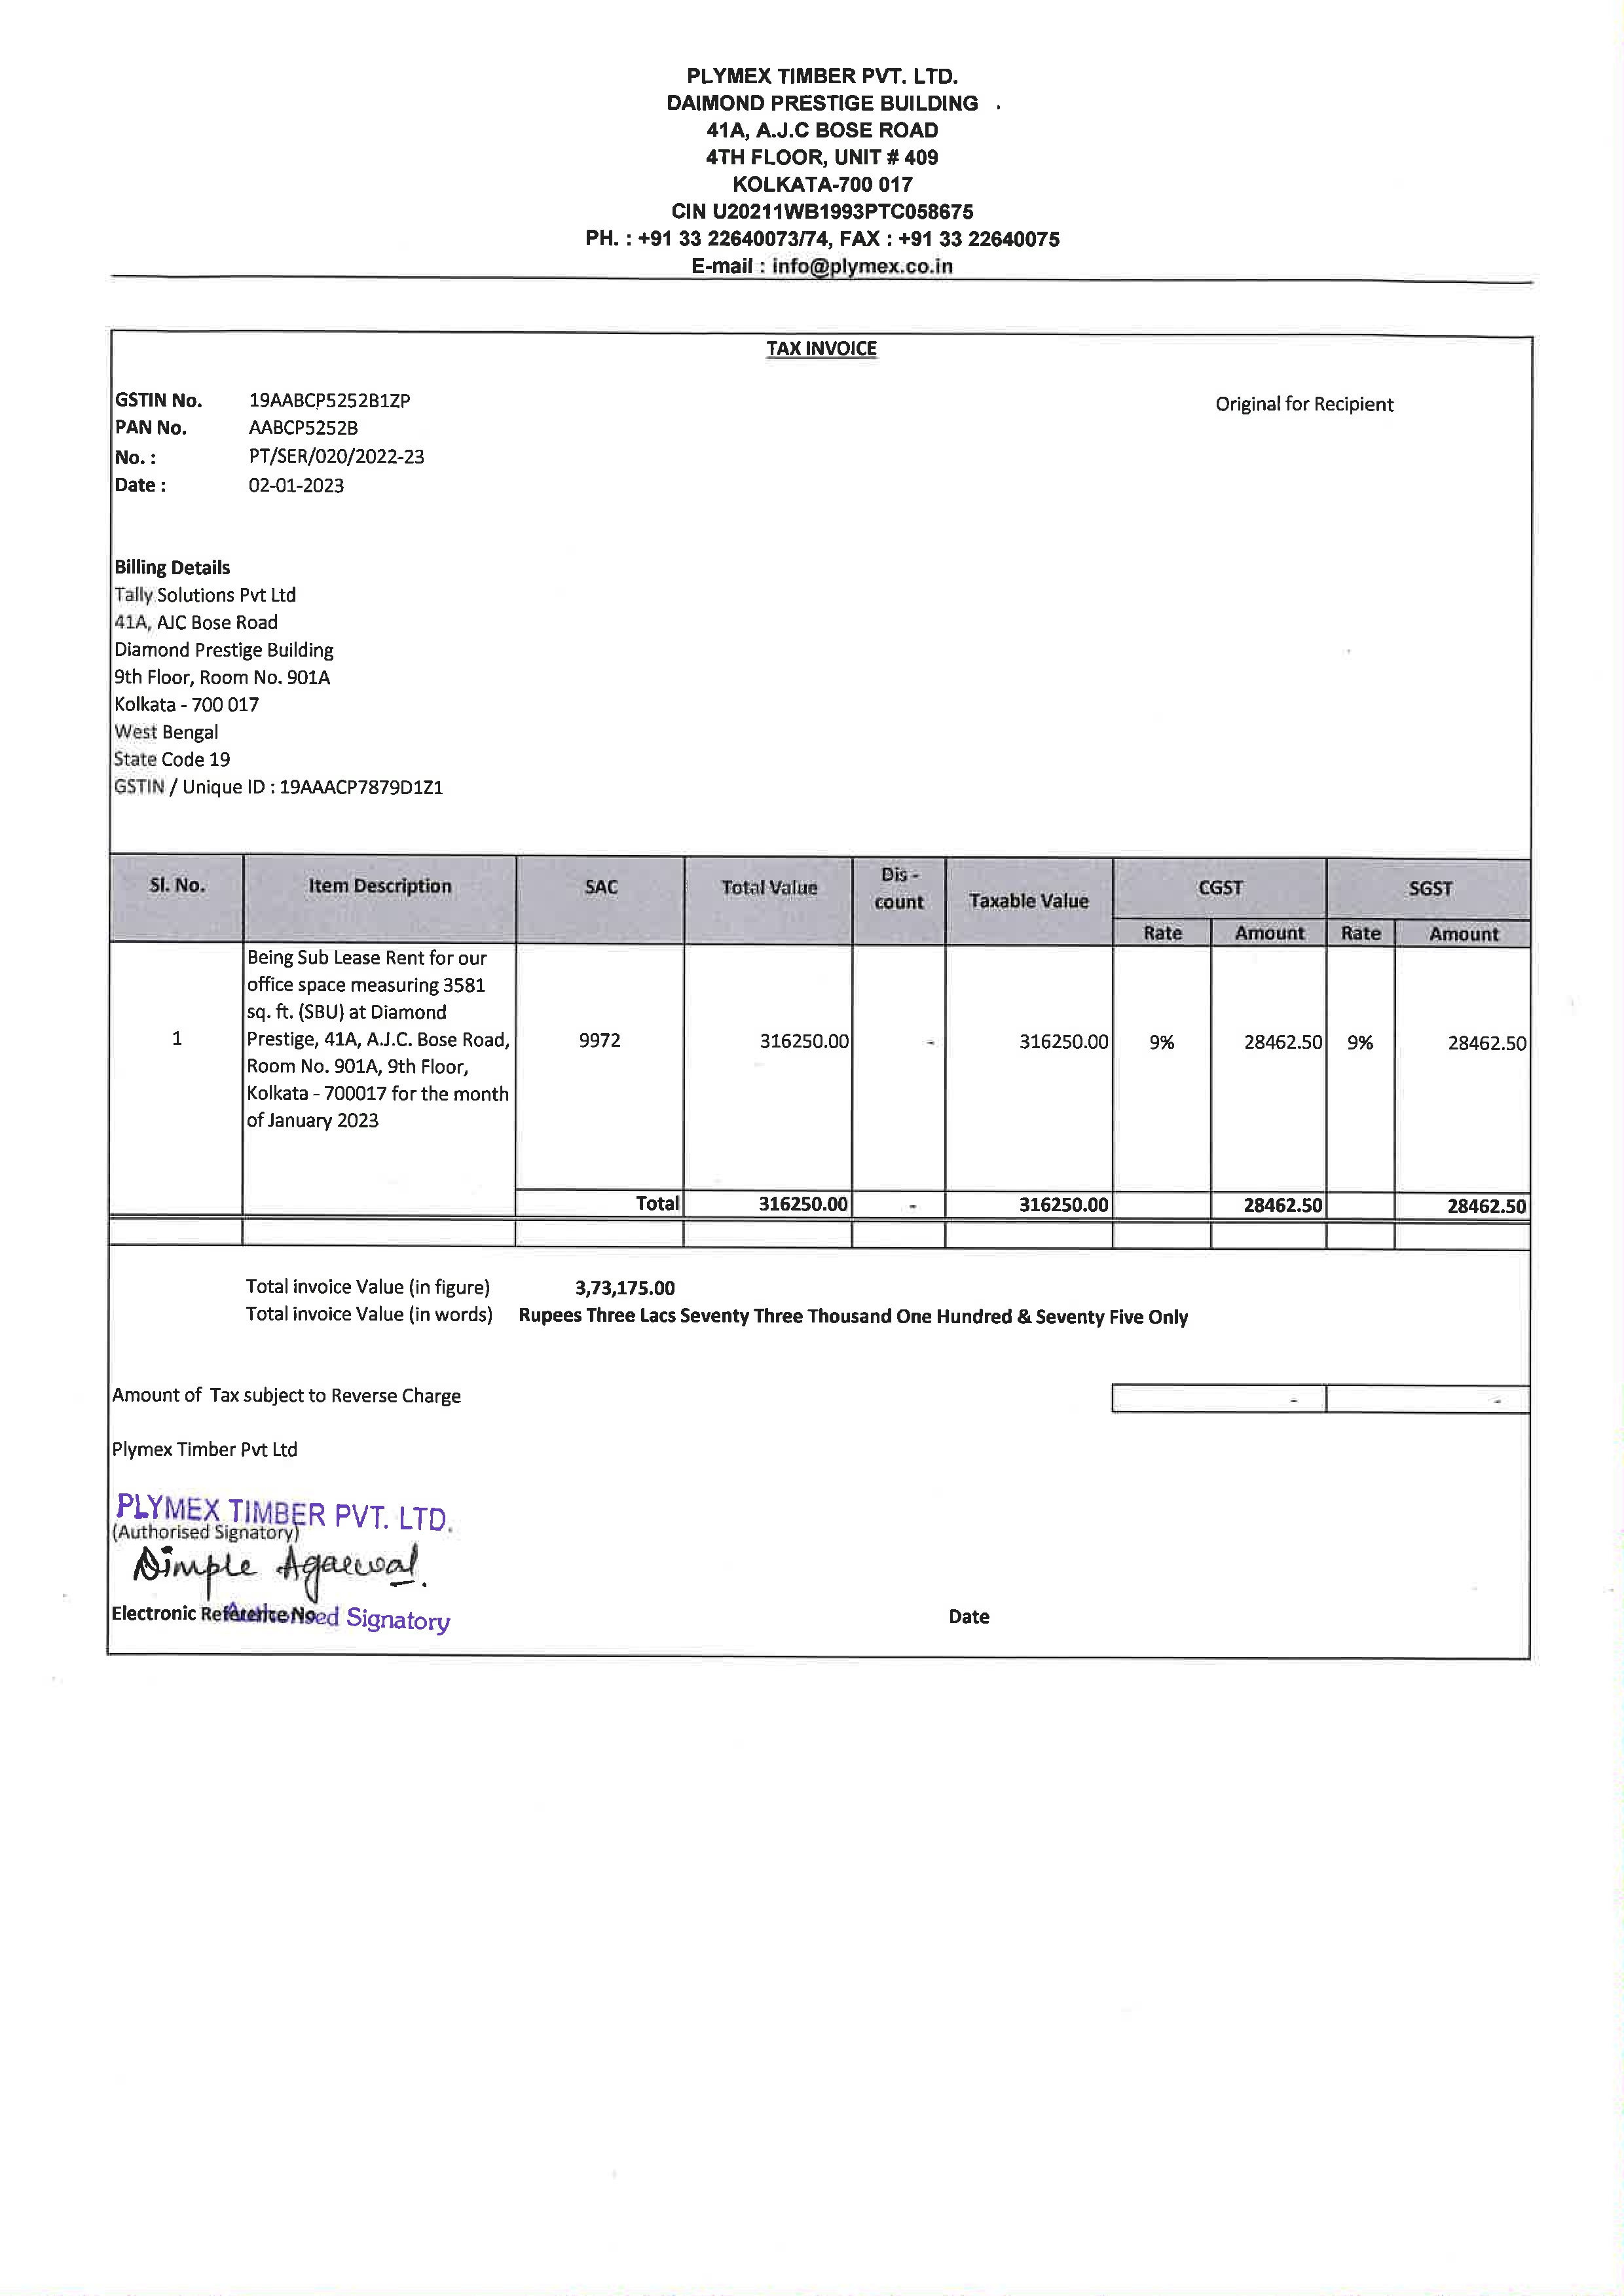 PLYMEX TIMBER PVT. LTD.
DAIMOND PRESTIGE BUILDING .
41A, A.J.C BOSE ROAD
4TH FLOOR, UNIT # 409
KOLKATA-700 017
CIN U20211WB1993PTC058675
PH. : +91 33 22640073/74, FAX : +91 33 22640075
E-mail : info@plymex.co.in
TAX INVOICE
GSTIN No. 19AABCP5252B1ZP Original for Recipient
PAN No. AABCP5252B
No. : PT/SER/020/2022-23
Date : 02-01-2023
Billing Details
Tally Solutions Pvt Ltd
41A, AJC Bose Road
Diamond Prestige Building
9th Floor, Room No. 901A
Kolkata - 700 017
West Bengal
State Code 19
GSTIN / Unique ID : 19AAACP7879D1Z1
Sl. No. Item Description SAC Total Value Dis - count Taxable Value CGST SGST
Rate Amount Rate Amount
Being Sub Lease Rent for our
office space measuring 3581
sq. ft. (SBU) at Diamond
1 Prestige, 41A, A.J.C. Bose Road, 9972 316250.00 - 316250.00 9% 28462.50 9% 28462.50
Room No. 901A, 9th Floor,
Kolkata - 700017 for the month
of January 2023
Total 316250.00 - 316250.00 28462.50 28462.50
Total invoice Value (in figure) 3,73,175.00
Total invoice Value (in words) Rupees Three Lacs Seventy Three Thousand One Hundred & Seventy Five Only
Amount of Tax subject to Reverse Charge - -
Plymex Timber Pvt Ltd
PLYMEX TIMBER PVT. LTD.
(Authorised Signatory)
Dimple Agarwal.
Electronic Reference No Date
Authorised Signatory